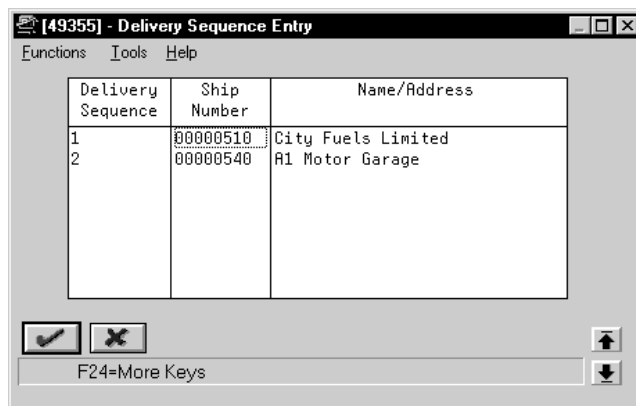 [49355] - Delivery Sequence Entry
Functions Tools Help
Delivery Sequence Ship Number Name/Address
1 00000510 City Fuels Limited
2 00000540 A1 Motor Garage
F24=More Keys